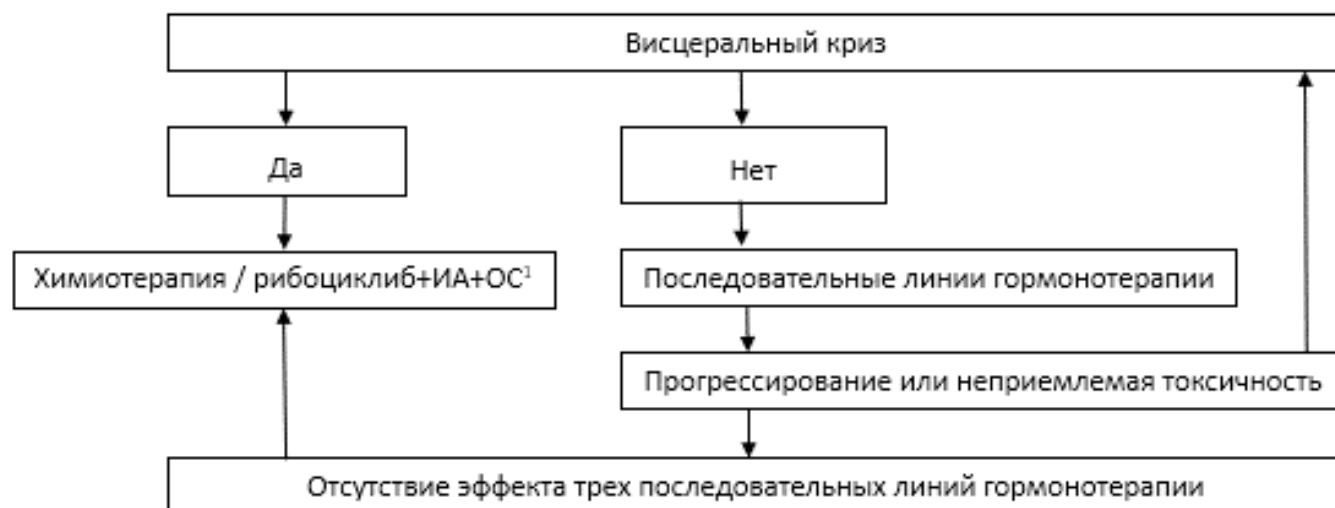 Висцеральный криз
Да
Нет
Химиотерапия / рибоциклиб+ИА+ОС¹
Последовательные линии гормонотерапии
Прогрессирование или неприемлемая токсичность
Отсутствие эффекта трех последовательных линий гормонотерапии